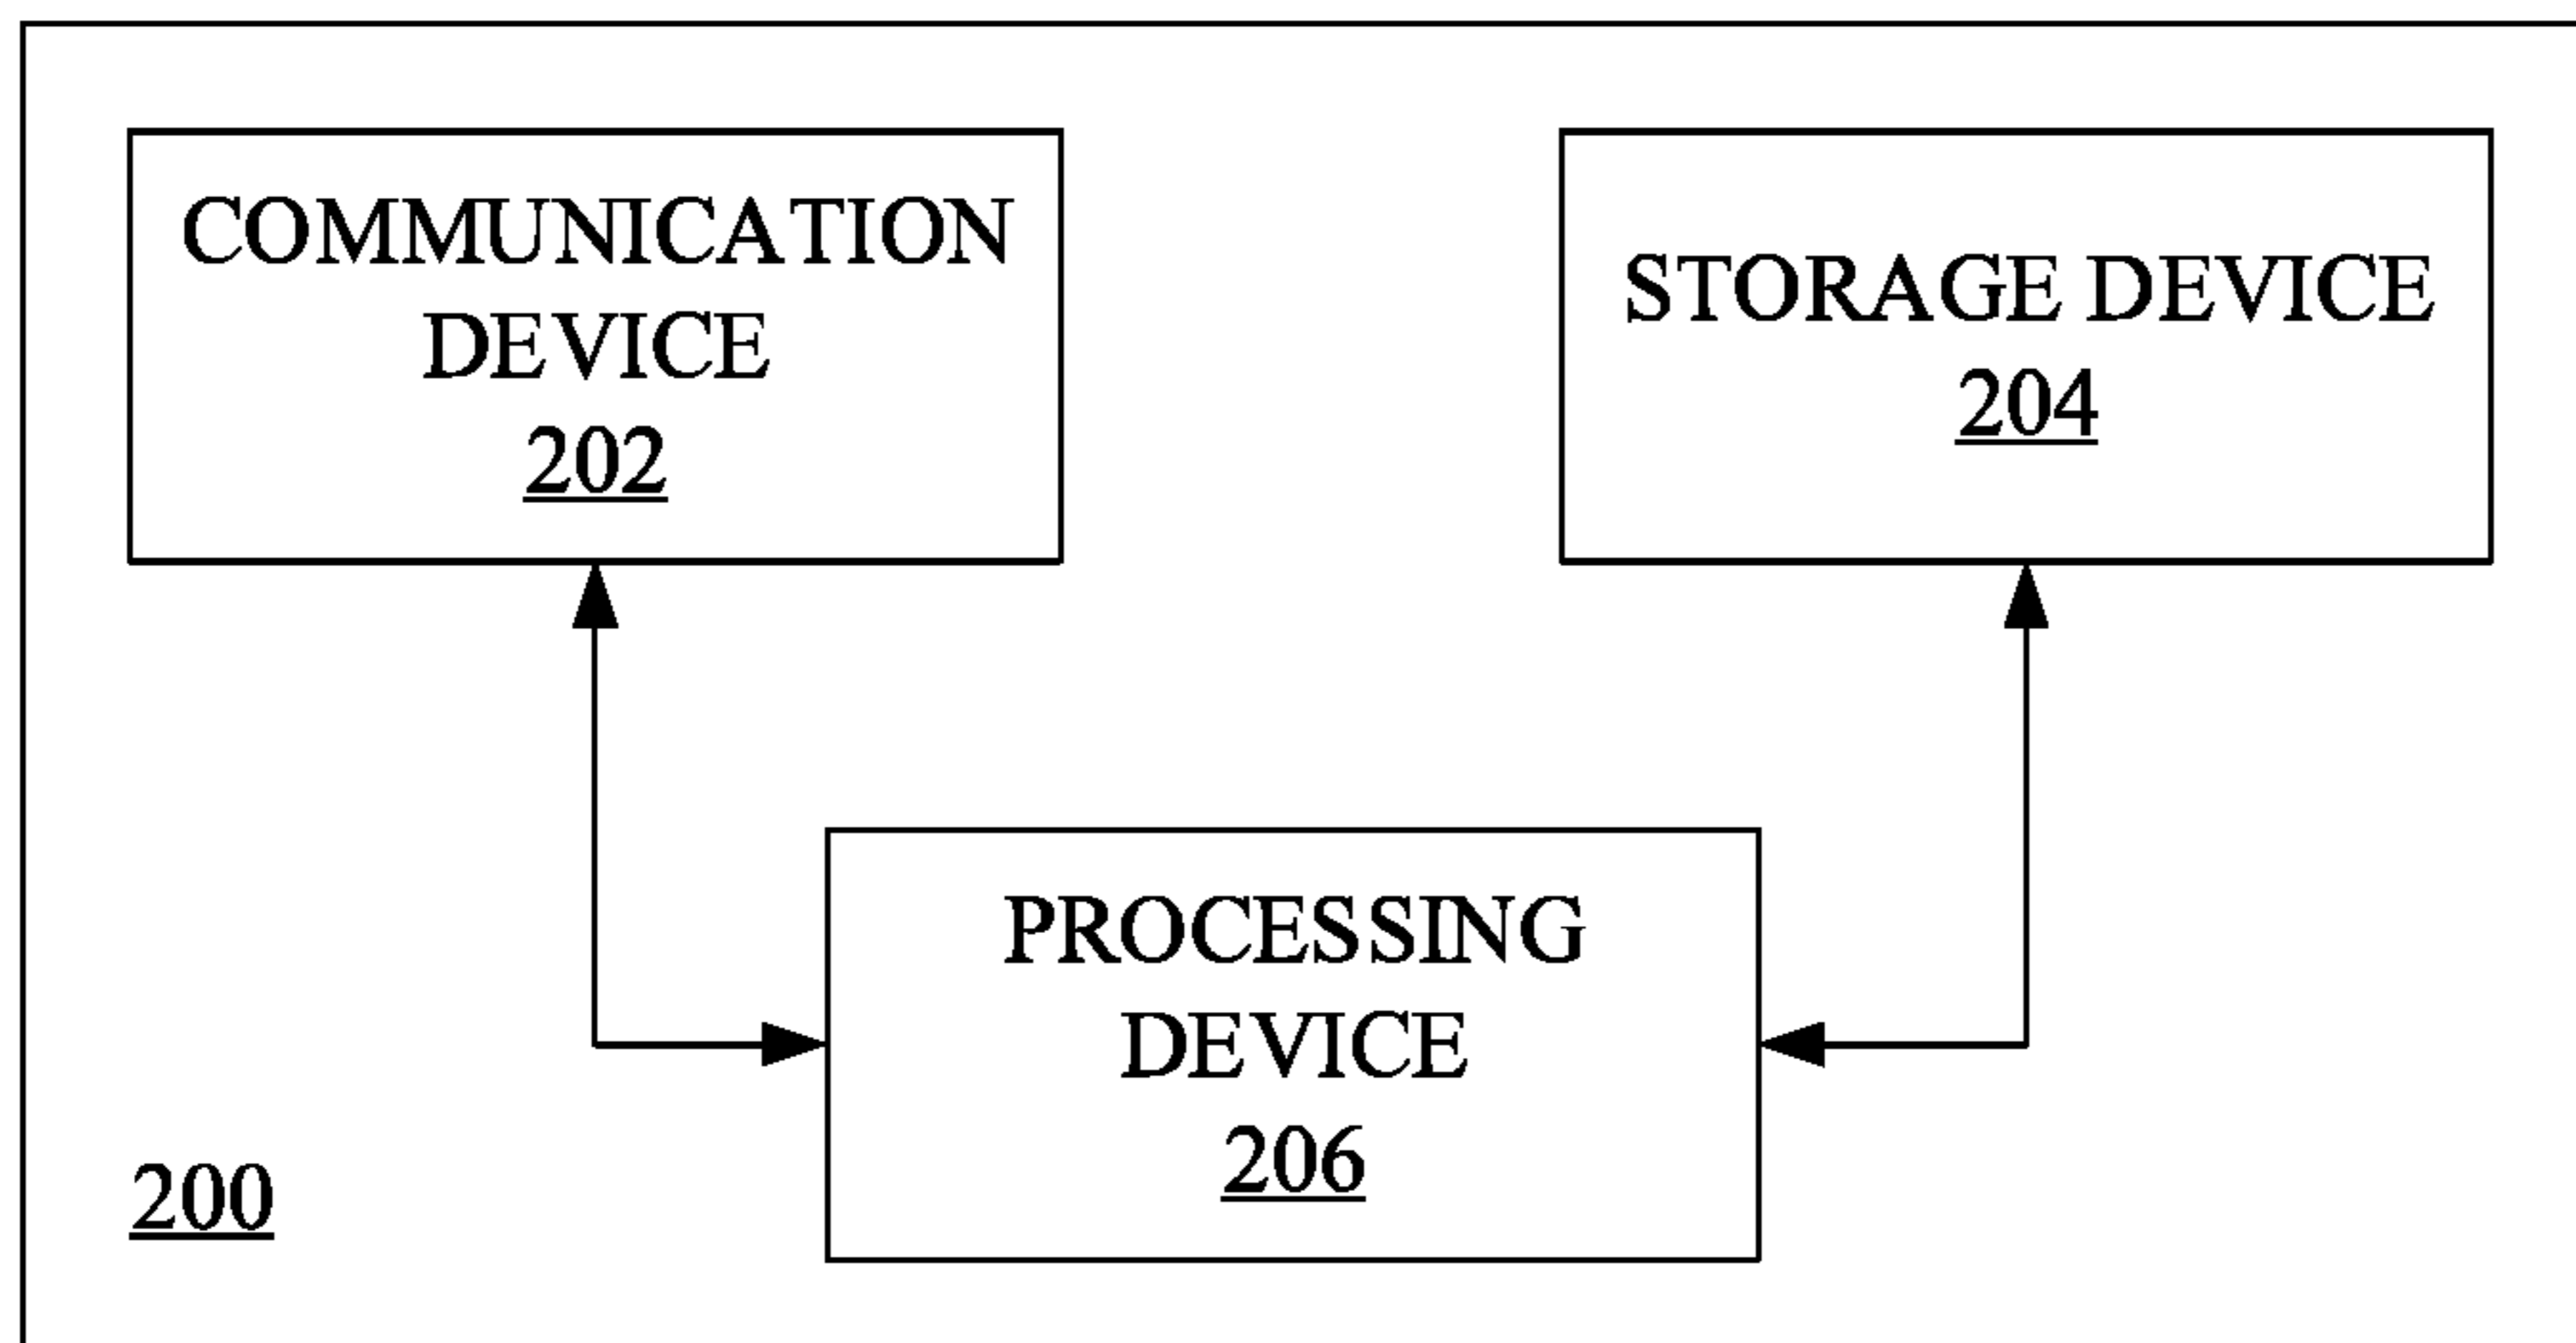 COMMUNICATION
DEVICE
202
STORAGE DEVICE
204
PROCESSING
DEVICE
206
200